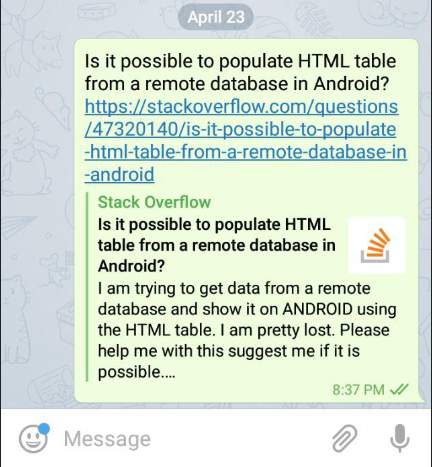 April 23
Is it possible to populate HTML table
from a remote database in Android?
https://stackoverflow.com/questions
/47320140/is-it-possible-to-populate
-html-table-from-a-remote-database-in
-android
Stack Overflow
Is it possible to populate HTML
table from a remote database in
Android?
I am trying to get data from a remote
database and show it on ANDROID using
the HTML table. I am pretty lost. Please
help me with this suggest me if it is
possible....
8:37 PM
Message